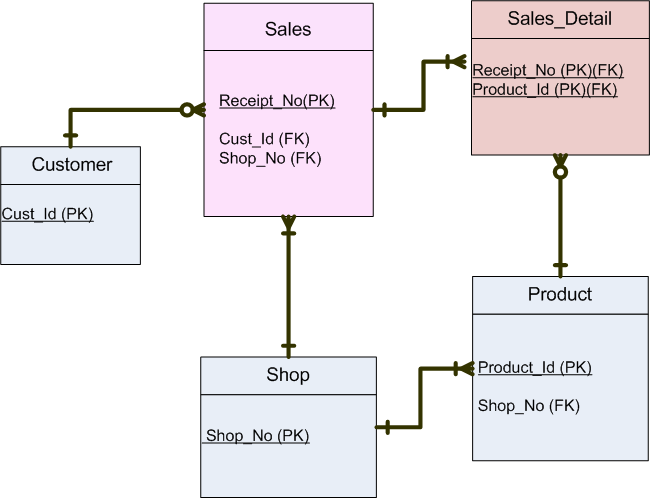 Sales
Receipt_No(PK)
Cust_Id (FK)
Shop_No (FK)
Sales_Detail
Receipt_No (PK)(FK)
Product_Id (PK)(FK)
Customer
Cust_Id (PK)
Shop
Shop_No (PK)
Product
Product_Id (PK)
Shop_No (FK)